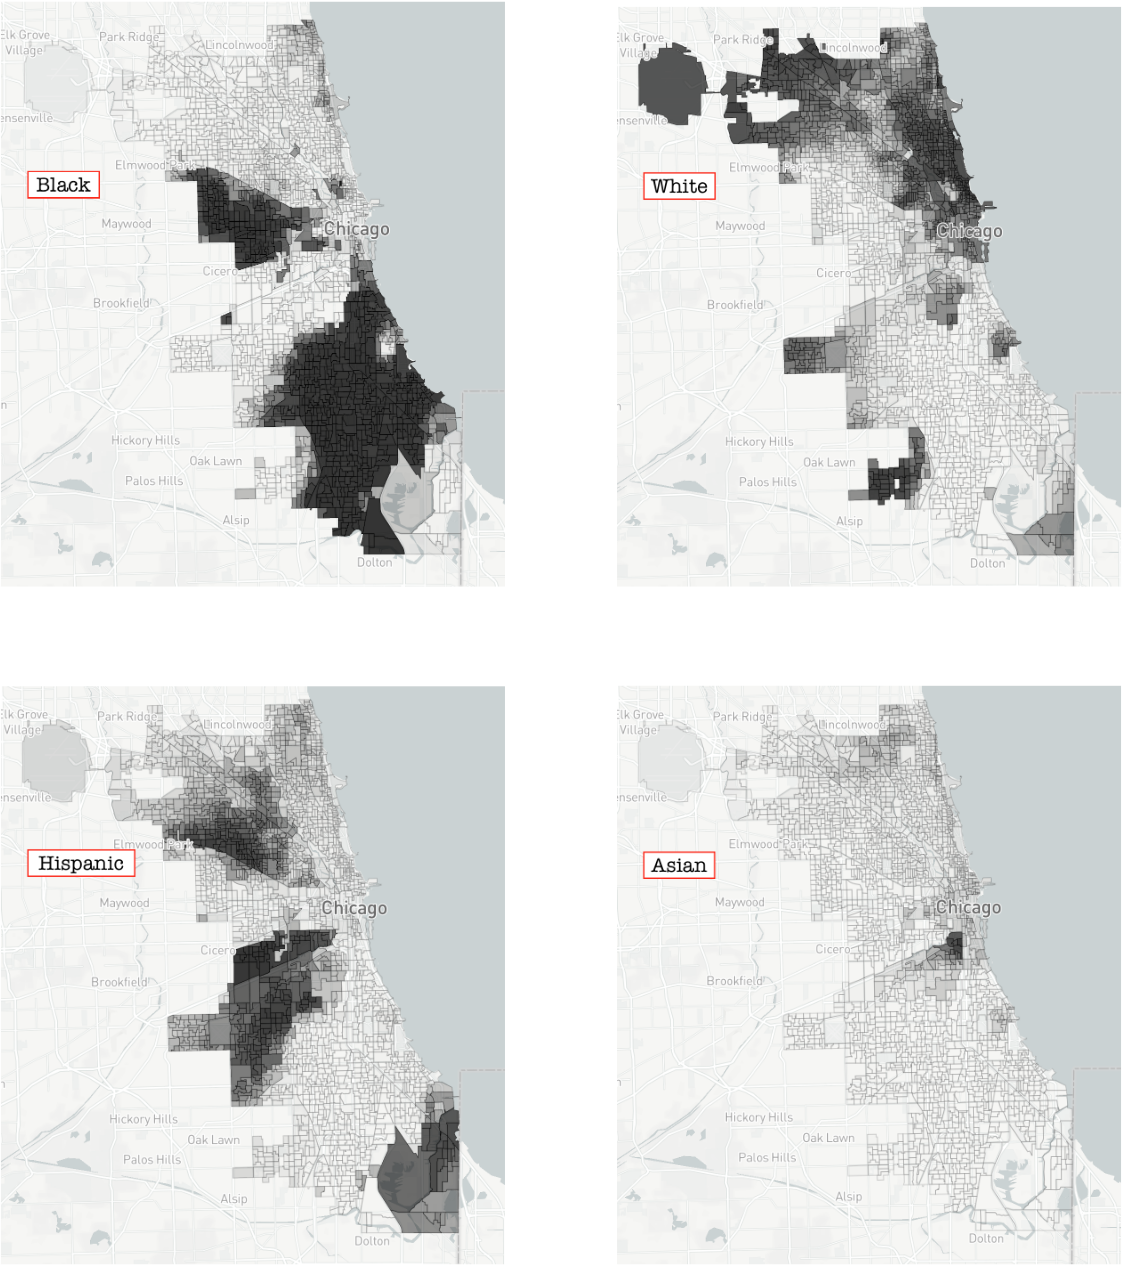 Elk Grove
Village
Park Ridge
Lincolnwood
ensenville
Elmwood Park
Black
Maywood
Chicago
Cicero
Brookfield
Hickory Hills
Oak Lawn
Palos Hills
Alsip
Dolton
Elk Grove
Village
Park Ridge
incolnwood
ensenville
Elmwood Park
White
Maywood
Chicago
Cicero
Brookfield
Hickory Hills
Oak Lawn
Palos Hills
Alsip
Dolton
Elk Grove
Village
Park Ridge
Lincolnwood
ensenville
Elmwood Park
Hispanic
Maywood
Chicago
Cicero
Brookfield
Hickory Hills
Oak Lawn
Palos Hills
Alsip
Dolton
Elk Grove
Village
Park Ridge
Lincolnwood
ensenville
Elmwood Park
Asian
Maywood
Chicago
Cicero
Brookfield
Hickory Hills
Oak Lawn
Palos Hills
Alsip
Dolton